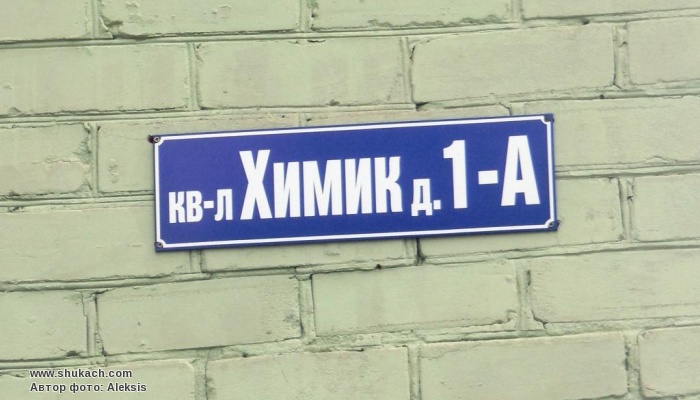 кв-л Химик д. 1-А
www.shukach.com
Автор фото: Aleksis